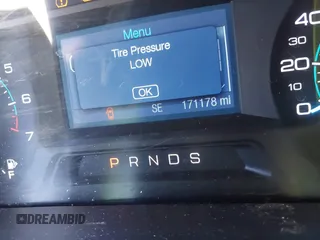 Menu
Tire Pressure
LOW
OK
SE
171178 mi
5
6
7
F
40
20
0
P R N D S
DREAMBID